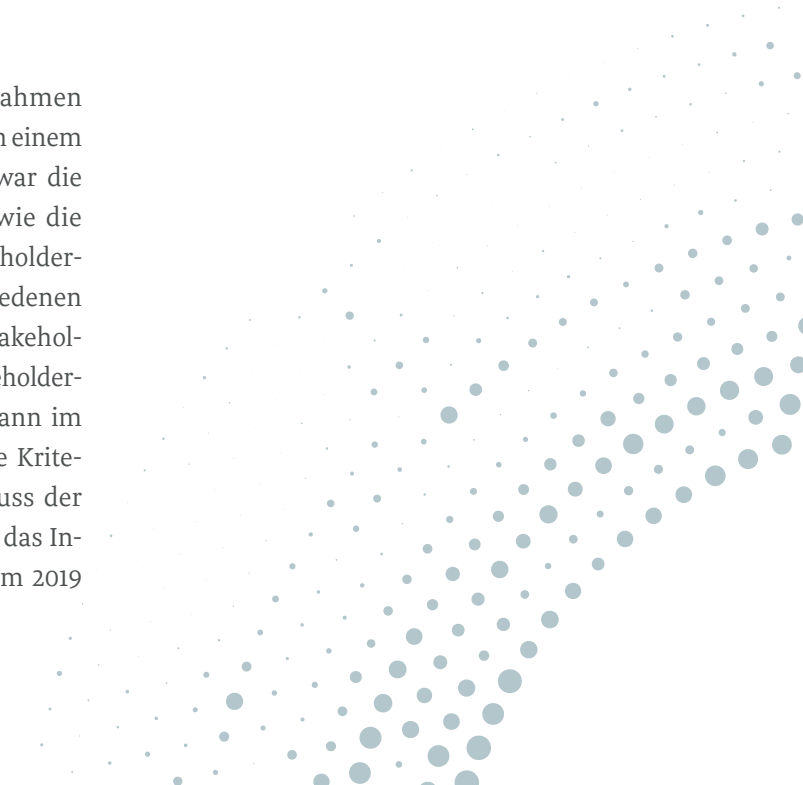 ahmen
einem
war die
wie die
holder-
edenen
akehol-
holder-
ann im
e Krite-
uss der
das In-
m 2019